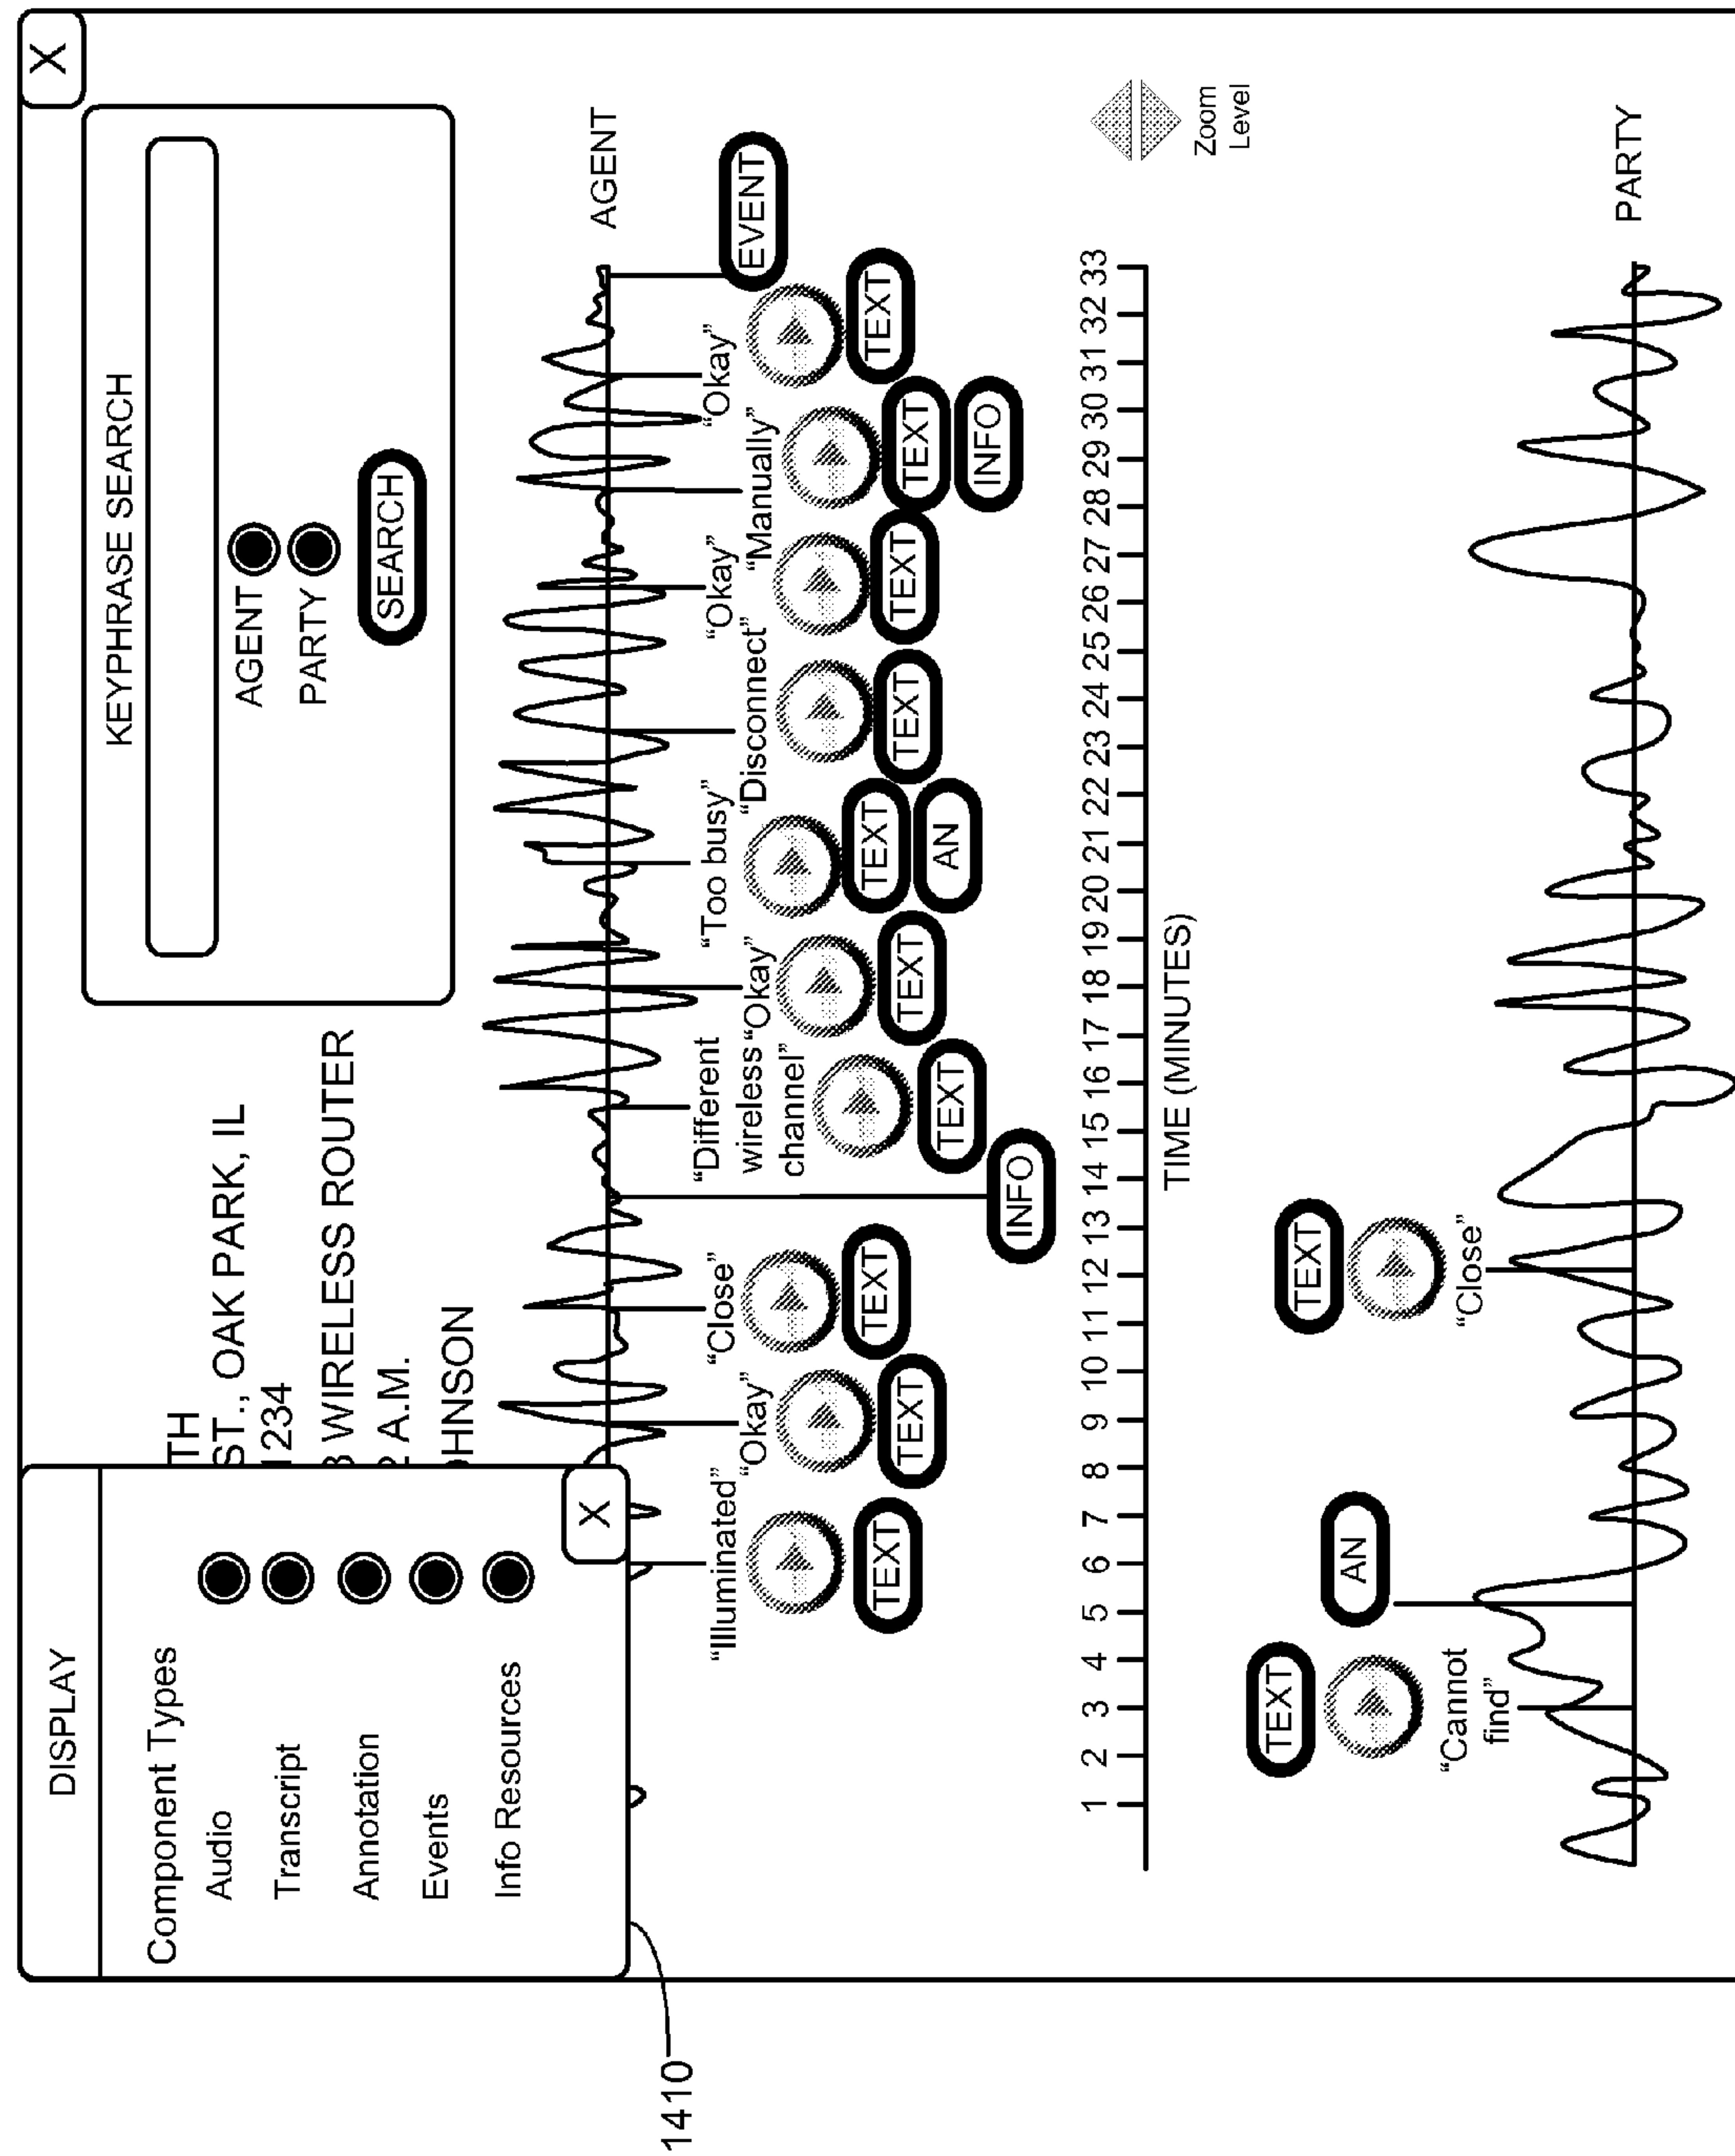 DISPLAY
Component Types
Audio
Transcript
Annotation
Events
Info Resources
X
1410
X
KEYPHRASE SEARCH
AGENT
PARTY
SEARCH
TH
ST., OAK PARK, IL
1234
3 WIRELESS ROUTER
2 A.M.
OHNSON
AGENT
“Illuminated”
TEXT
“Okay”
TEXT
“Close”
TEXT
INFO
“Different
wireless
channel”
TEXT
“Okay”
TEXT
“Too busy”
TEXT
AN
“Disconnect”
TEXT
“Okay”
TEXT
“Manually”
TEXT
INFO
“Okay”
TEXT
EVENT
1 2 3 4 5 6 7 8 9 10 11 12 13 14 15 16 17 18 19 20 21 22 23 24 25 26 27 28 29 30 31 32 33
TIME (MINUTES)
Zoom
Level
TEXT
“Cannot
find”
AN
TEXT
“Close”
PARTY